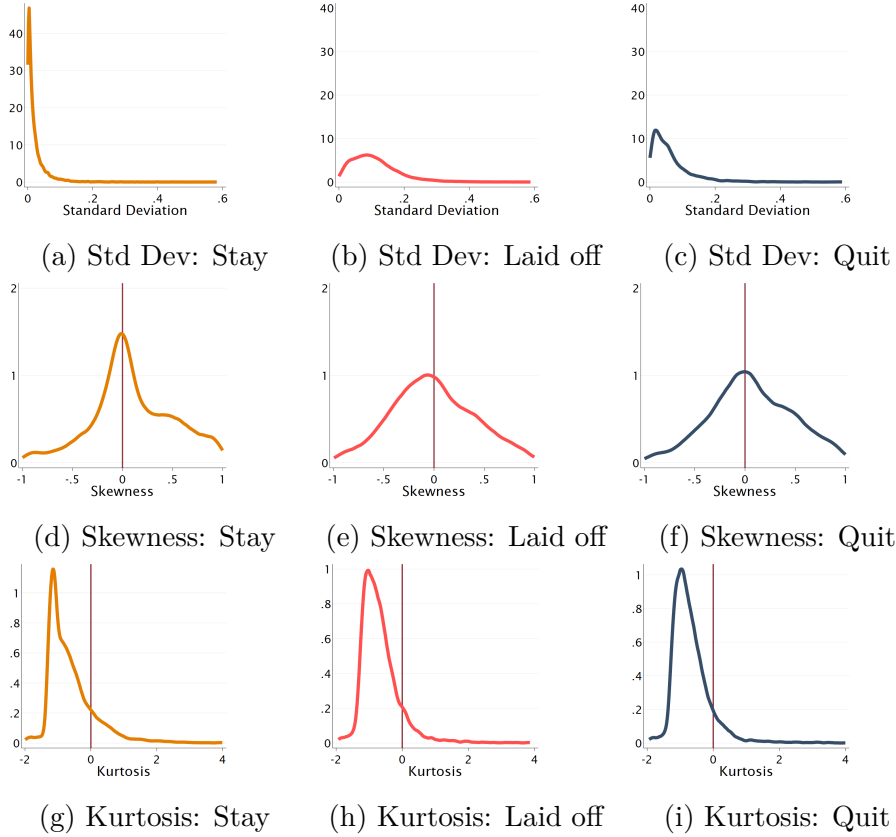 40
30
20
10
0
0 .2 .4 .6
Standard Deviation
(a) Std Dev: Stay
40
30
20
10
0
0 .2 .4 .6
Standard Deviation
(b) Std Dev: Laid off
40
30
20
10
0
0 .2 .4 .6
Standard Deviation
(c) Std Dev: Quit
2
1
0
-1 -.5 0 .5 1
Skewness
(d) Skewness: Stay
2
1
0
-1 -.5 0 .5 1
Skewness
(e) Skewness: Laid off
2
1
0
-1 -.5 0 .5 1
Skewness
(f) Skewness: Quit
1
.8
.6
.4
.2
0
-2 0 2 4
Kurtosis
(g) Kurtosis: Stay
1
.8
.6
.4
.2
0
-2 0 2 4
Kurtosis
(h) Kurtosis: Laid off
1
.8
.6
.4
.2
0
-2 0 2 4
Kurtosis
(i) Kurtosis: Quit